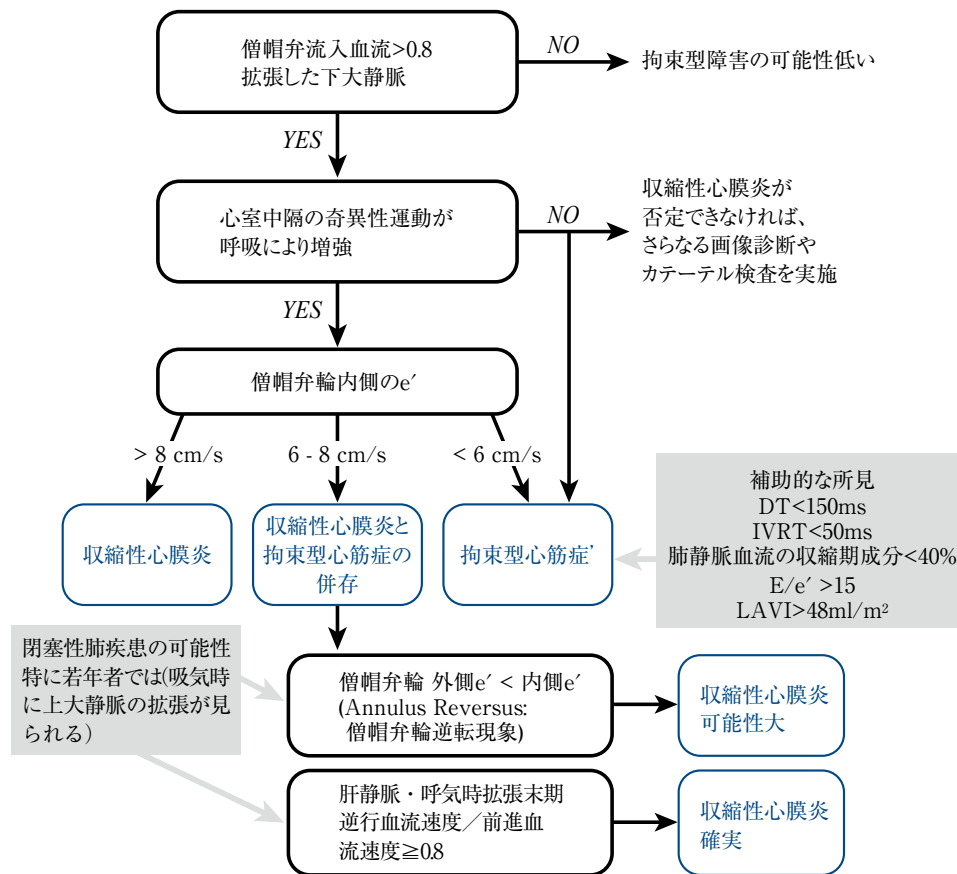 僧帽弁流入血流>0.8
拡張した下大静脈
NO
拘束型障害の可能性低い
YES
心室中隔の奇異性運動が
呼吸により増強
NO
収縮性心膜炎が
否定できなければ、
さらなる画像診断や
カテーテル検査を実施
YES
僧帽弁輪内側のe′
> 8 cm/s
6 - 8 cm/s
< 6 cm/s
収縮性心膜炎
収縮性心膜炎と
拘束型心筋症の
併存
拘束型心筋症’
補助的な所見
DT<150ms
IVRT<50ms
肺静脈血流の収縮期成分<40%
E/e′ >15
LAVI>48ml/m²
閉塞性肺疾患の可能性
特に若年者では(吸気時
に上大静脈の拡張が見
られる）
僧帽弁輪 外側e′ < 内側e′
(Annulus Reversus:
僧帽弁輪逆転現象)
収縮性心膜炎
可能性大
肝静脈・呼気時拡張末期
逆行血流速度／前進血
流速度≧0.8
収縮性心膜炎
確実